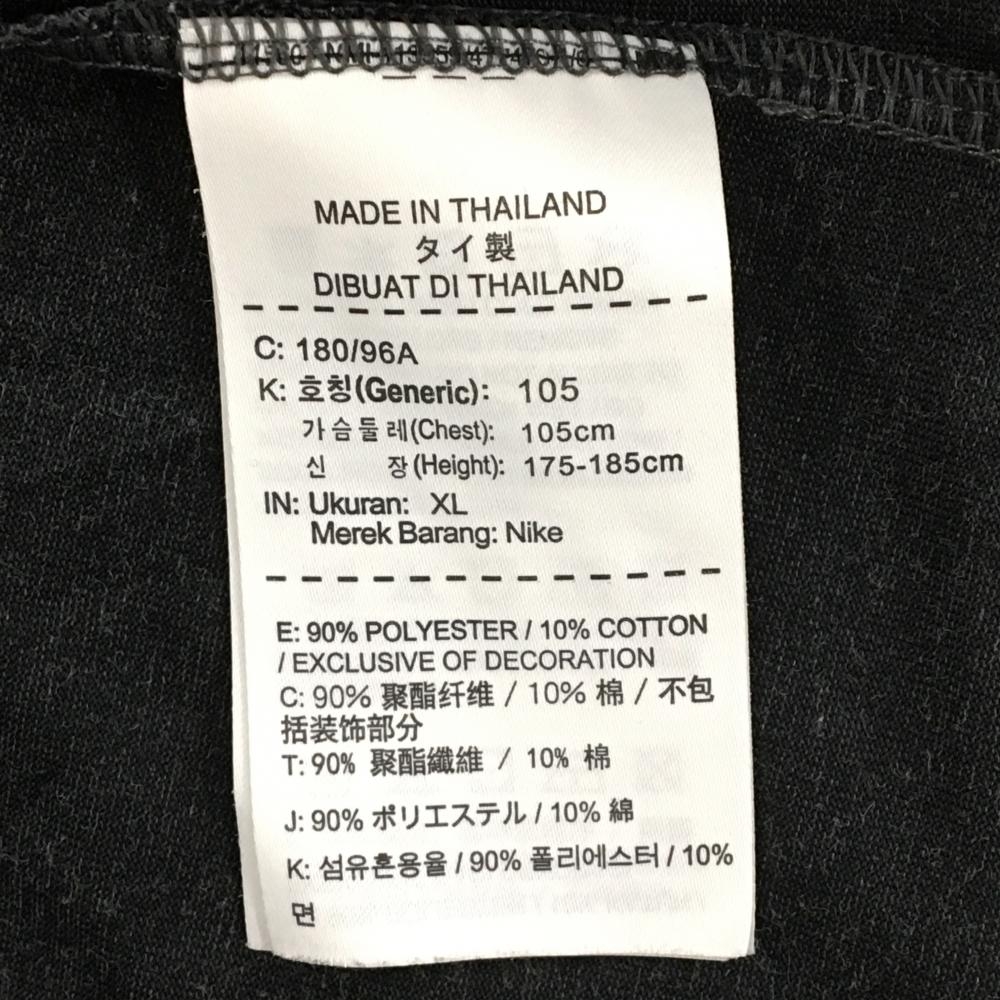 MADE IN THAILAND
タイ製
DIBUAT DI THAILAND
C: 180/96A
K: 호칭(Generic): 105
가슴둘레(Chest): 105cm
신 장(Height): 175-185cm
IN: Ukuran: XL
Merek Barang: Nike
E: 90% POLYESTER / 10% COTTON
/ EXCLUSIVE OF DECORATION
C: 90% 聚酯纤维 / 10% 棉 / 不包
括装饰部分
T: 90% 聚酯纖維 / 10% 棉
J: 90% ポリエステル / 10% 綿
K: 섬유혼용율 / 90% 폴리에스터 / 10%
면